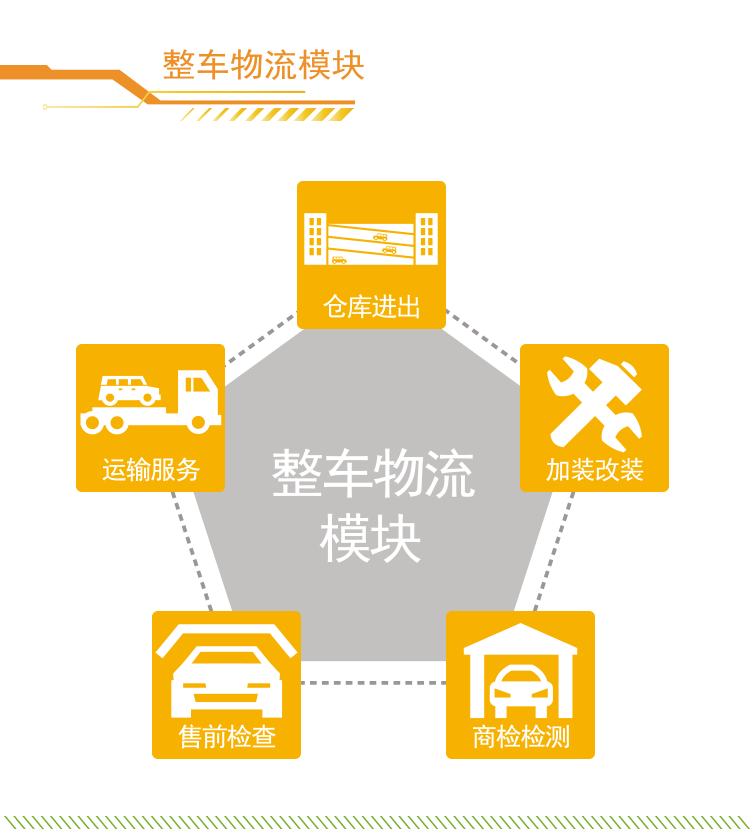 整车物流模块
仓库进出
运输服务
加装改装
整车物流
模块
售前检查
商检检测